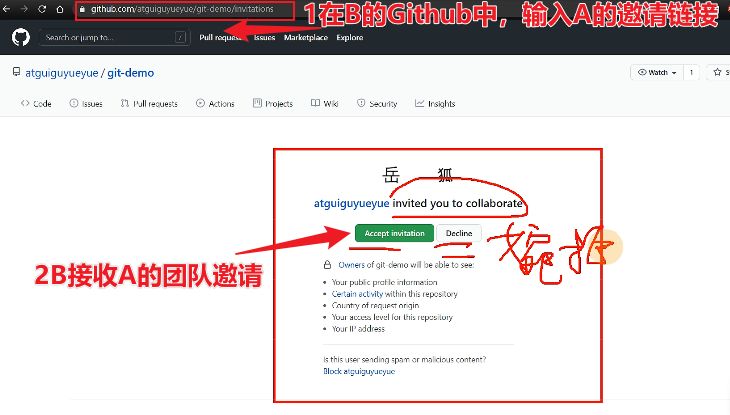 github.com/atguiguyueyue/git-demo/invitations
1在B的Github中，输入A的邀请链接
Search or jump to...
/
Pull requests
Issues
Marketplace
Explore
atguiguyueyue / git-demo
Watch
1
Code
Issues
Pull requests
Actions
Projects
Wiki
Security
Insights
岳 狐
atguiguyueyue invited you to collaborate
Accept invitation
Decline
婉拒
2B接收A的团队邀请
Owners of git-demo will be able to see:
Your public profile information
Certain activity within this repository
Country of request origin
Your access level for this repository
Your IP address
Is this user sending spam or malicious content?
Block atguiguyueyue